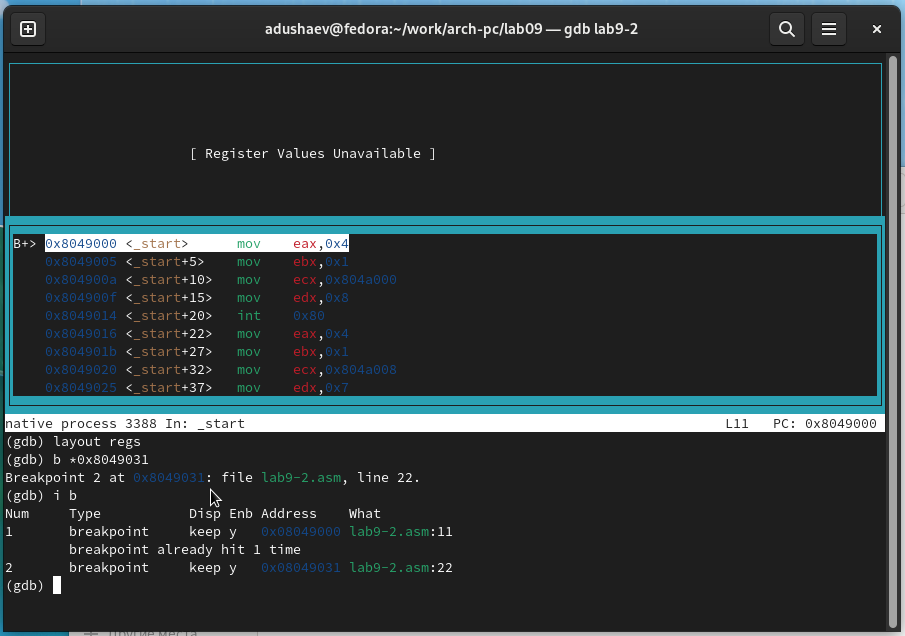 adushaev@fedora:~/work/arch-pc/lab09 — gdb lab9-2
[ Register Values Unavailable ]
B+> 0x8049000 <_start> mov eax,0x4
0x8049005 <_start+5> mov ebx,0x1
0x804900a <_start+10> mov ecx,0x804a000
0x804900f <_start+15> mov edx,0x8
0x8049014 <_start+20> int 0x80
0x8049016 <_start+22> mov eax,0x4
0x804901b <_start+27> mov ebx,0x1
0x8049020 <_start+32> mov ecx,0x804a008
0x8049025 <_start+37> mov edx,0x7
native process 3388 In: _start L11 PC: 0x8049000
(gdb) layout regs
(gdb) b *0x8049031
Breakpoint 2 at 0x8049031: file lab9-2.asm, line 22.
(gdb) i b
Num Type Disp Enb Address What
1 breakpoint keep y 0x08049000 lab9-2.asm:11
breakpoint already hit 1 time
2 breakpoint keep y 0x08049031 lab9-2.asm:22
(gdb)